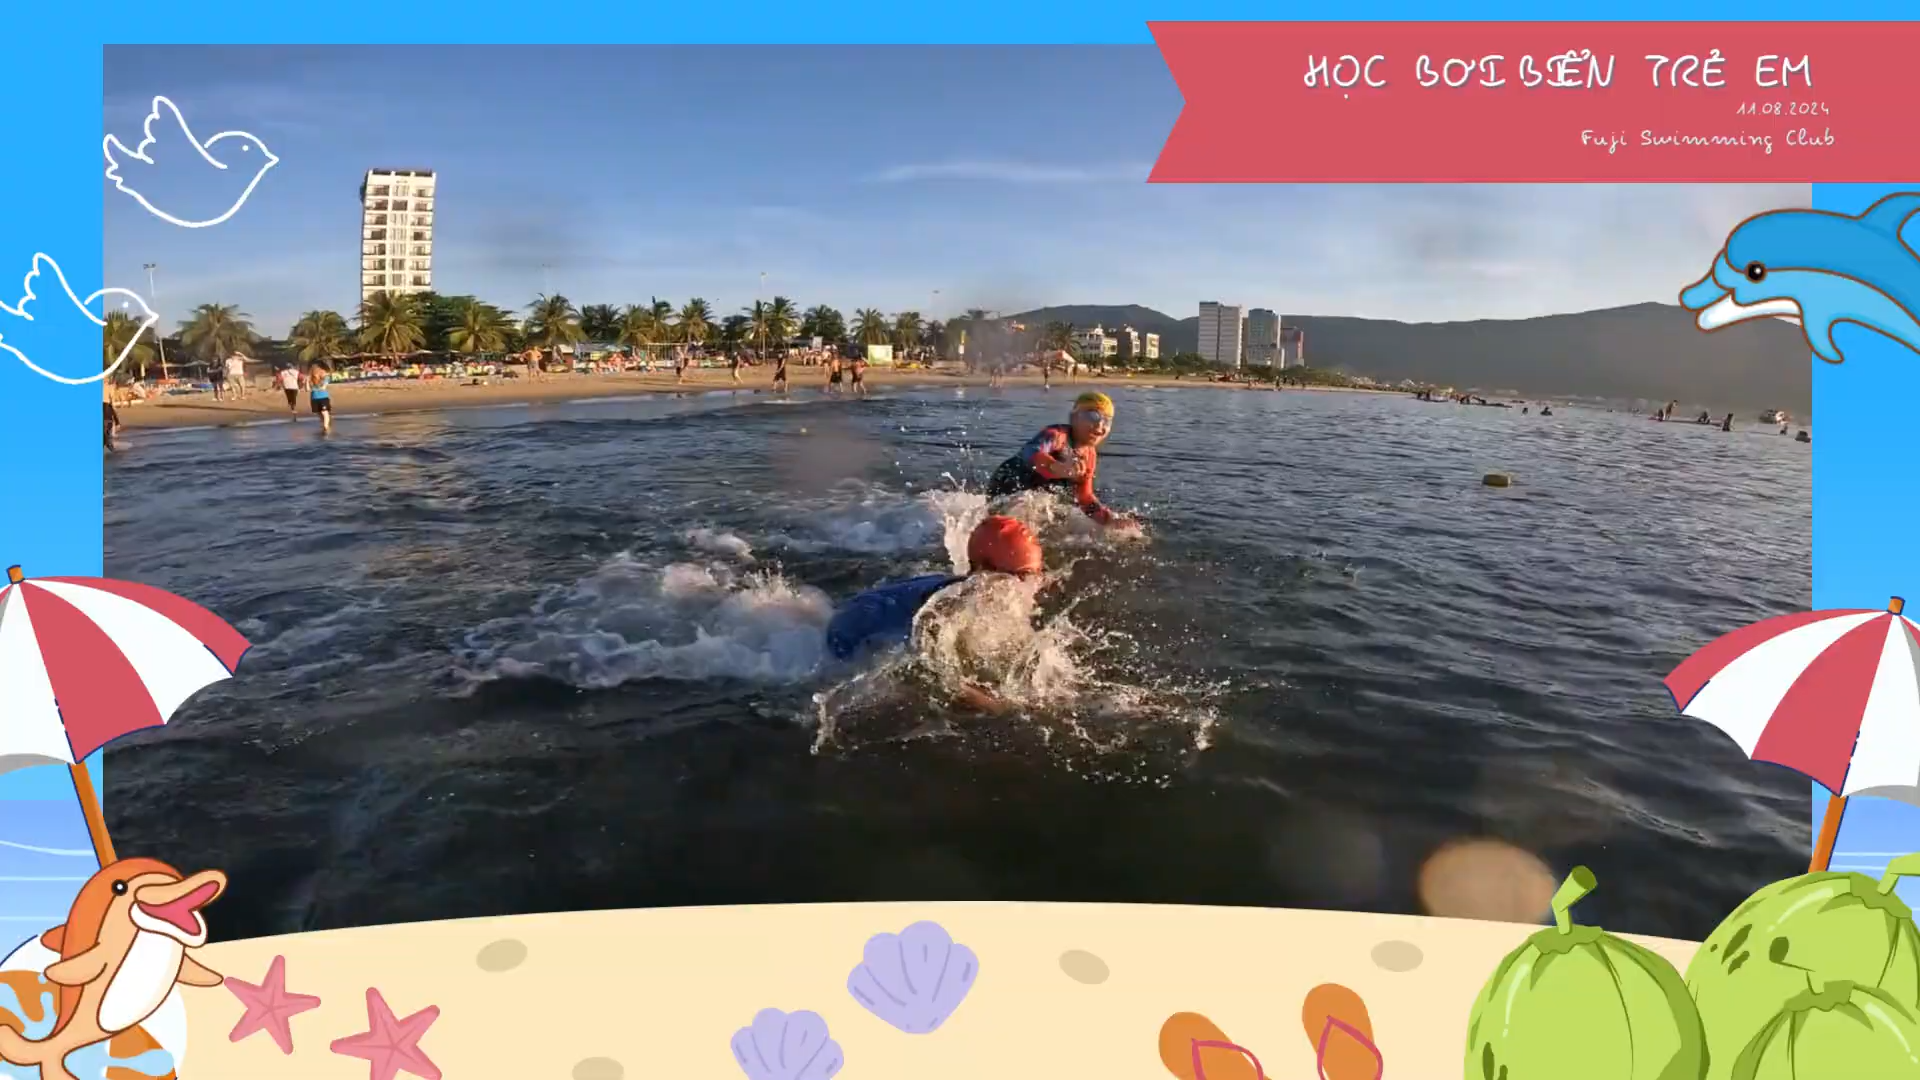 HỌC BƠI BIỂN TRẺ EM
11.08.2024
Fuji Swimming Club